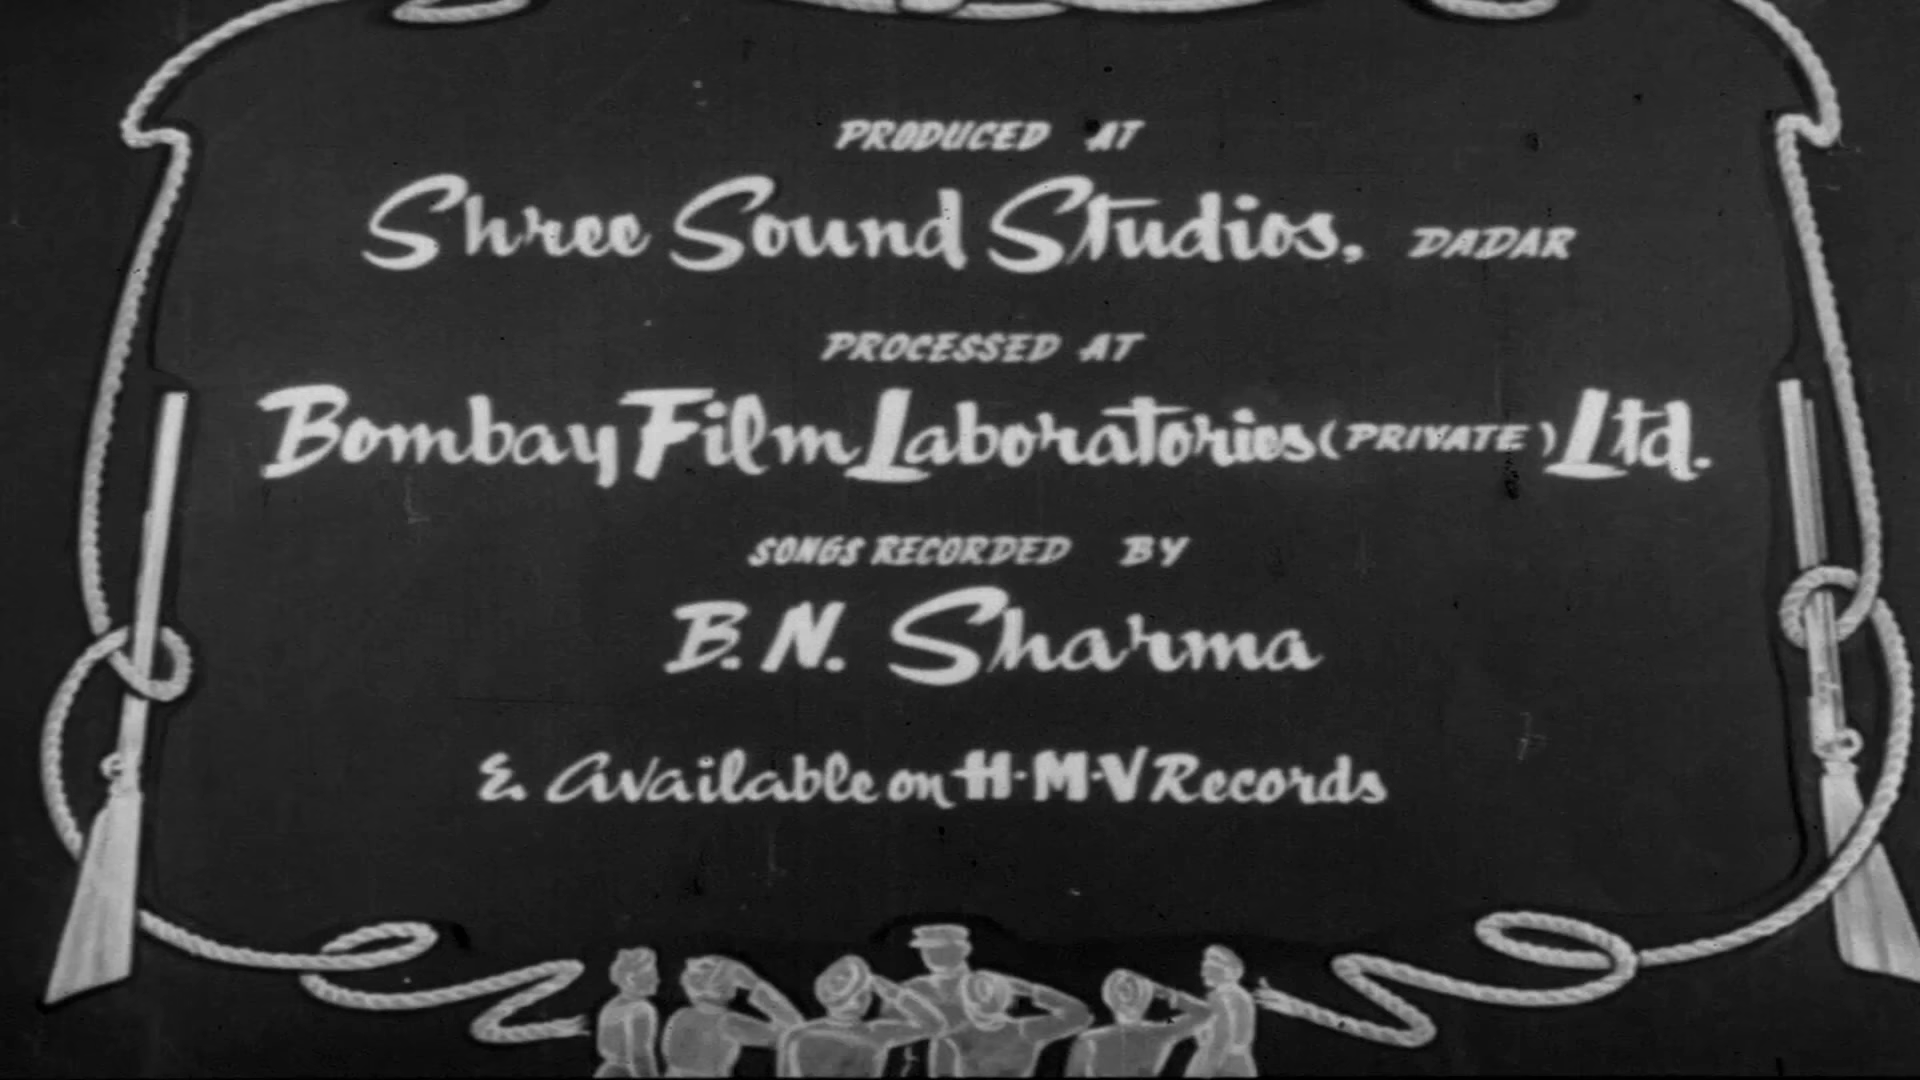 PRODUCED AT
Shree Sound Studios, DADAR
PROCESSED AT
Bombay Film Laboratories (PRIVATE) Ltd.
SONGS RECORDED BY
B. N. Sharma
& Available on H·M·V Records